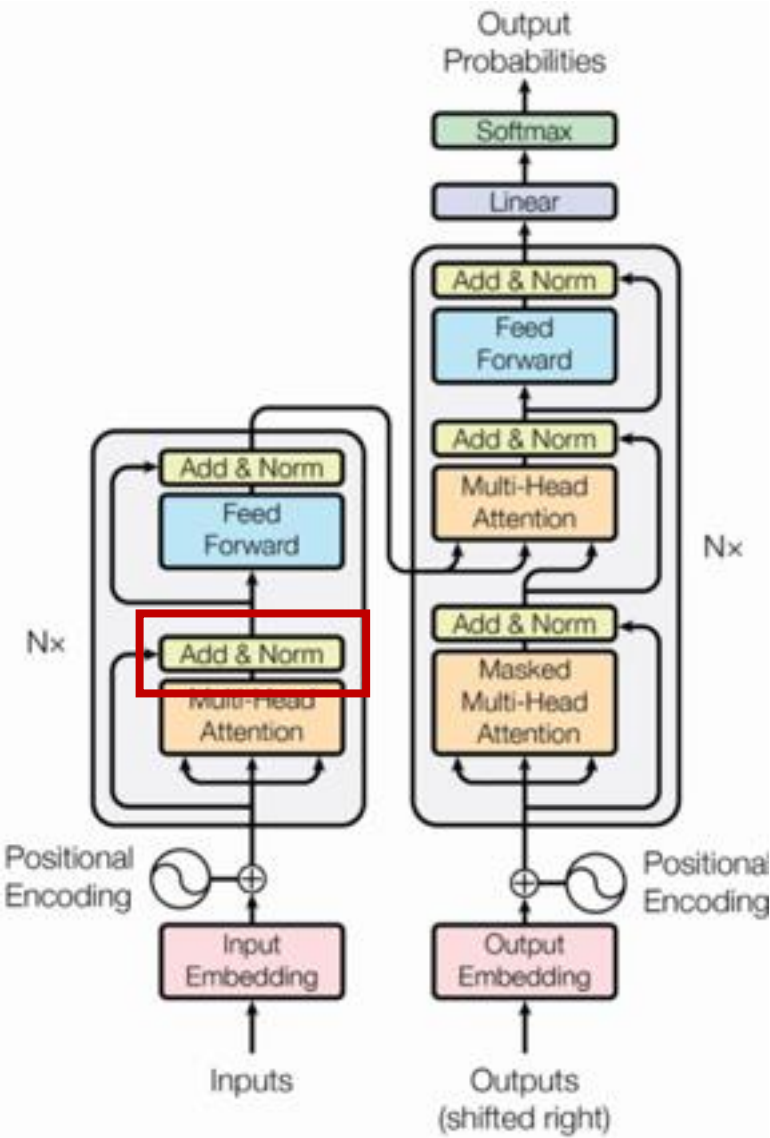 Output
Probabilities
Softmax
Linear
Add & Norm
Feed
Forward
Add & Norm
Multi-Head
Attention
Nx
Add & Norm
Masked
Multi-Head
Attention
Add & Norm
Feed
Forward
Nx
Add & Norm
Multi-Head
Attention
Positional
Encoding
Input
Embedding
Inputs
Positional
Encoding
Output
Embedding
Outputs
(shifted right)